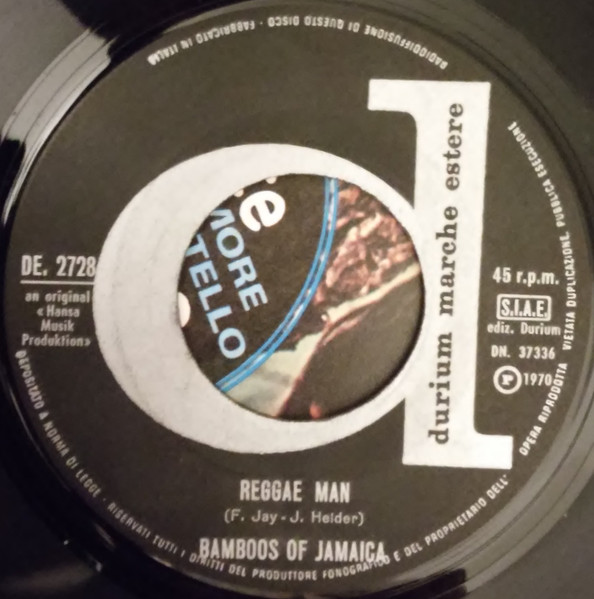 RADIODIFFUSIONE DI QUESTO DISCO · FABBRICATO IN ITALIA
durium marche estere
DE. 2728
an original
«Hansa
Musik
Produktion»
45 r.p.m.
S.I.A.E.
ediz. Durium
DN. 37336
P 1970
MORE
TELLO
REGGAE MAN
(F. Jay - J. Heider)
BAMBOOS OF JAMAICA
DEPOSIATO A NORMA DI LEGGE - RISERVATI TUTTI I DIRITTI DEL PRODUTTORE FONOGRAFICO E DEL PROPRIETARIO DELL' OPERA RIPRODOTTA VIETATA DUPLICAZIONE, PUBBLICA ESECUZIONE